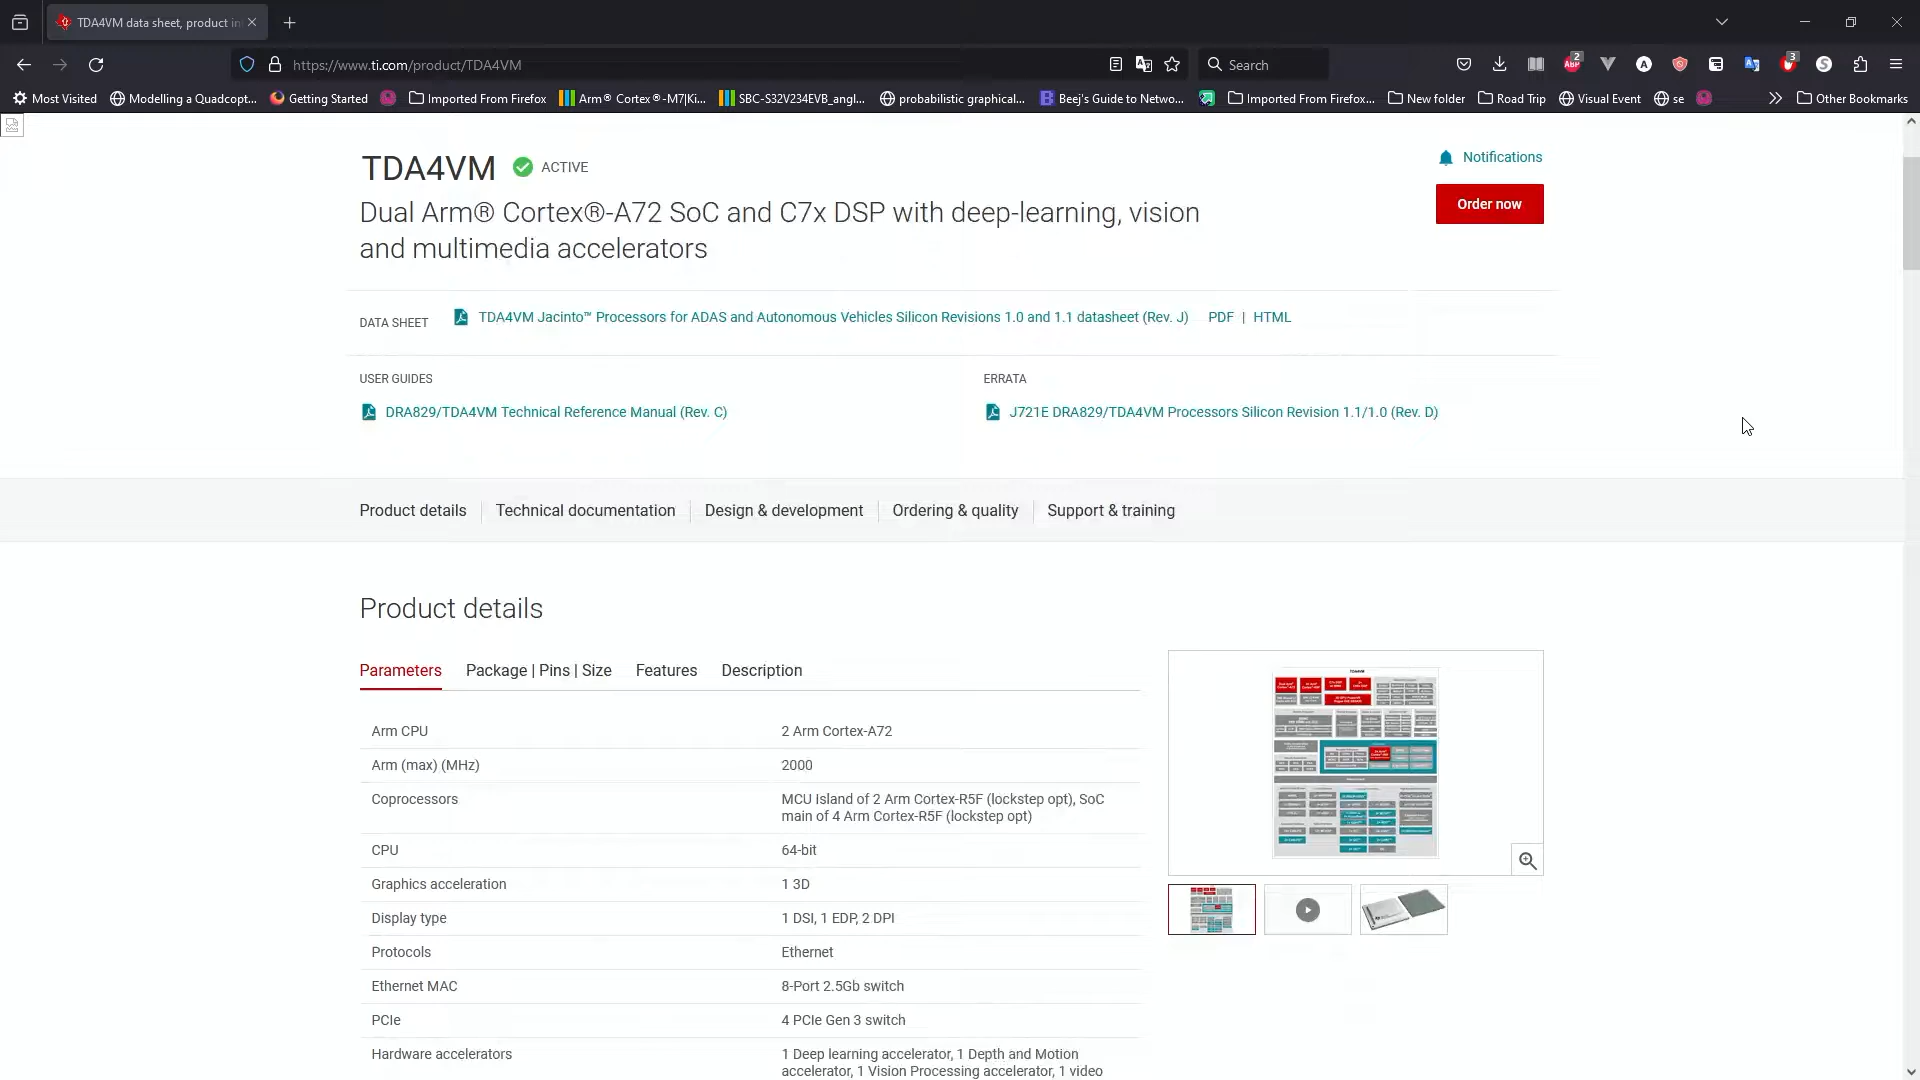 TDA4VM data sheet, product in
https://www.ti.com/product/TDA4VM
Search
2
3
Most Visited
Modelling a Quadcopt...
Getting Started
Imported From Firefox
Arm® Cortex®-M7|Ki...
SBC-S32V234EVB_angl...
probabilistic graphical...
Beej's Guide to Netwo...
Imported From Firefox...
New folder
Road Trip
Visual Event
se
Other Bookmarks
TDA4VM ACTIVE
Notifications
Order now
Dual Arm® Cortex®-A72 SoC and C7x DSP with deep-learning, vision
and multimedia accelerators
DATA SHEET TDA4VM Jacinto™ Processors for ADAS and Autonomous Vehicles Silicon Revisions 1.0 and 1.1 datasheet (Rev. J) PDF | HTML
USER GUIDES
DRA829/TDA4VM Technical Reference Manual (Rev. C)
ERRATA
J721E DRA829/TDA4VM Processors Silicon Revision 1.1/1.0 (Rev. D)
Product details
Technical documentation
Design & development
Ordering & quality
Support & training
Product details
Parameters Package | Pins | Size Features Description
Arm CPU 2 Arm Cortex-A72
Arm (max) (MHz) 2000
Coprocessors MCU Island of 2 Arm Cortex-R5F (lockstep opt), SoC
main of 4 Arm Cortex-R5F (lockstep opt)
CPU 64-bit
Graphics acceleration 1 3D
Display type 1 DSI, 1 EDP, 2 DPI
Protocols Ethernet
Ethernet MAC 8-Port 2.5Gb switch
PCIe 4 PCIe Gen 3 switch
Hardware accelerators 1 Deep learning accelerator, 1 Depth and Motion
accelerator, 1 Vision Processing accelerator, 1 video